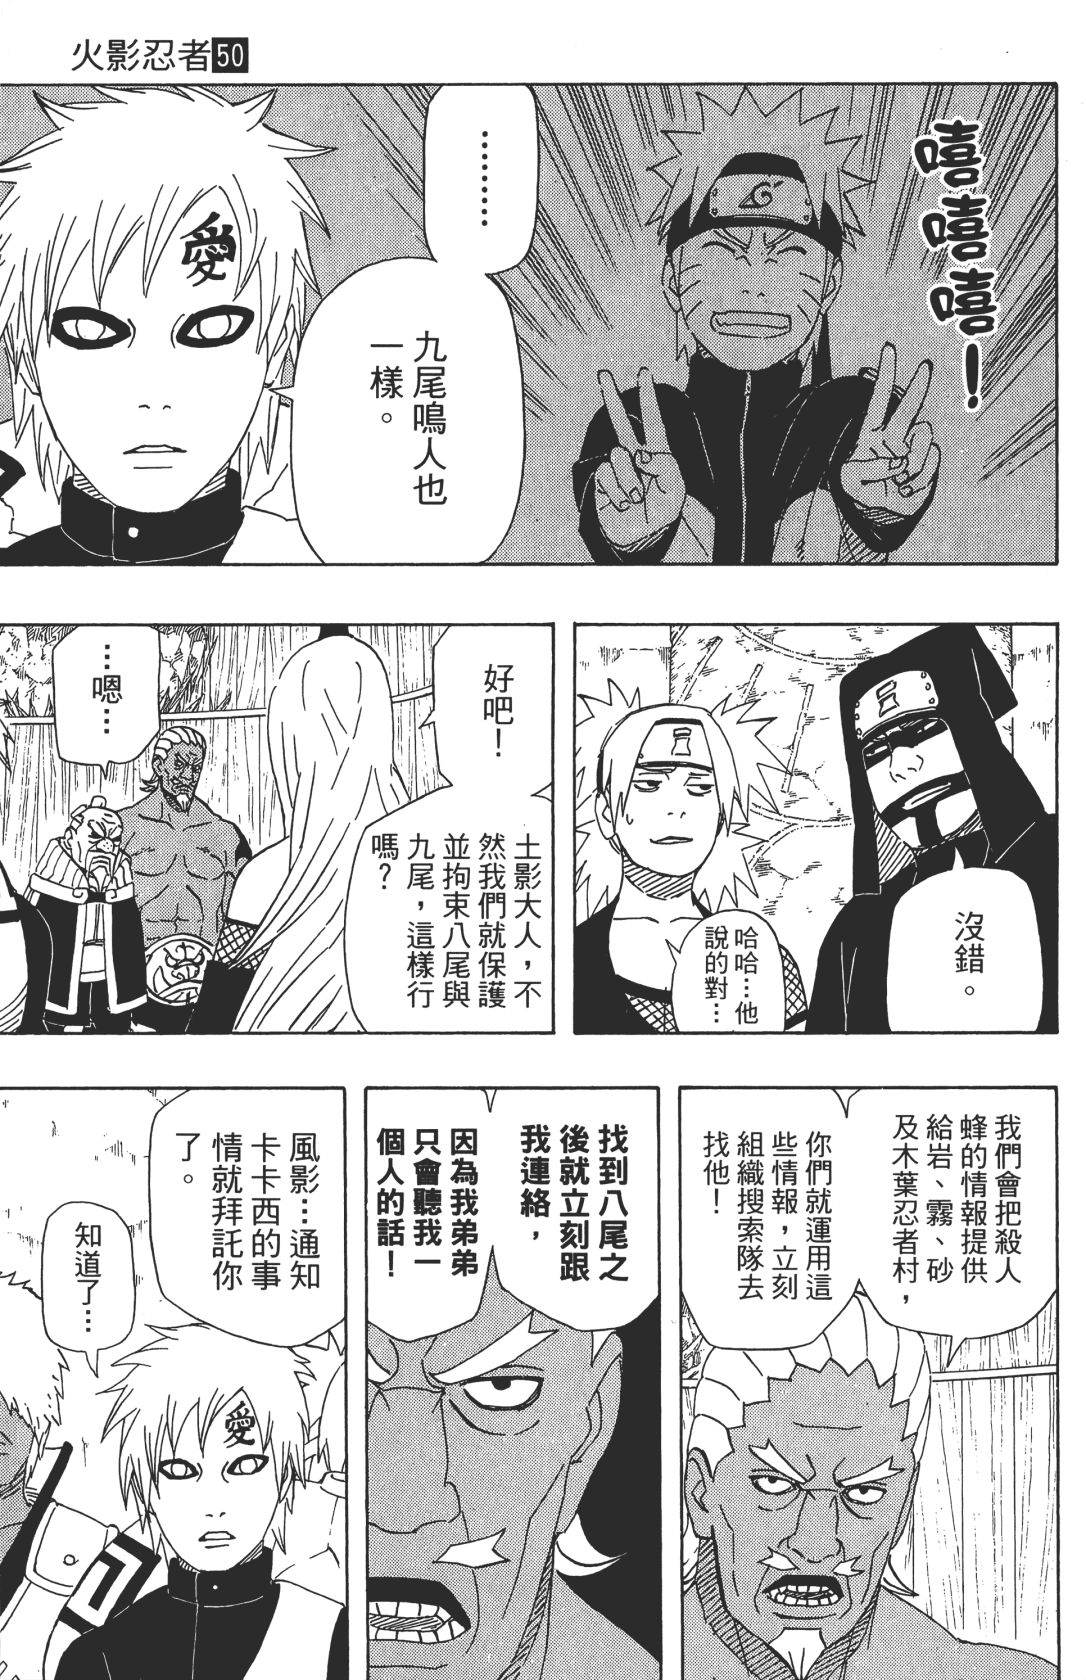 火影忍者50
嘻嘻嘻！
………
九尾鳴人也
一樣。
沒錯。
哈哈…他
說的對…
好吧！
土影大人，不
然我們就保護
並拘束八尾與
九尾，這樣行
嗎？
…嗯…
我們會把殺人
蜂的情報提供
給岩、霧、砂
及木葉忍者村，
你們就運用這
些情報，立刻
組織搜索隊去
找他！
找到八尾之
後就立刻跟
我連絡，
因為我弟弟
只會聽我一
個人的話！
風影…通知
卡卡西的事
情就拜託你
了。
知道了…
愛
愛